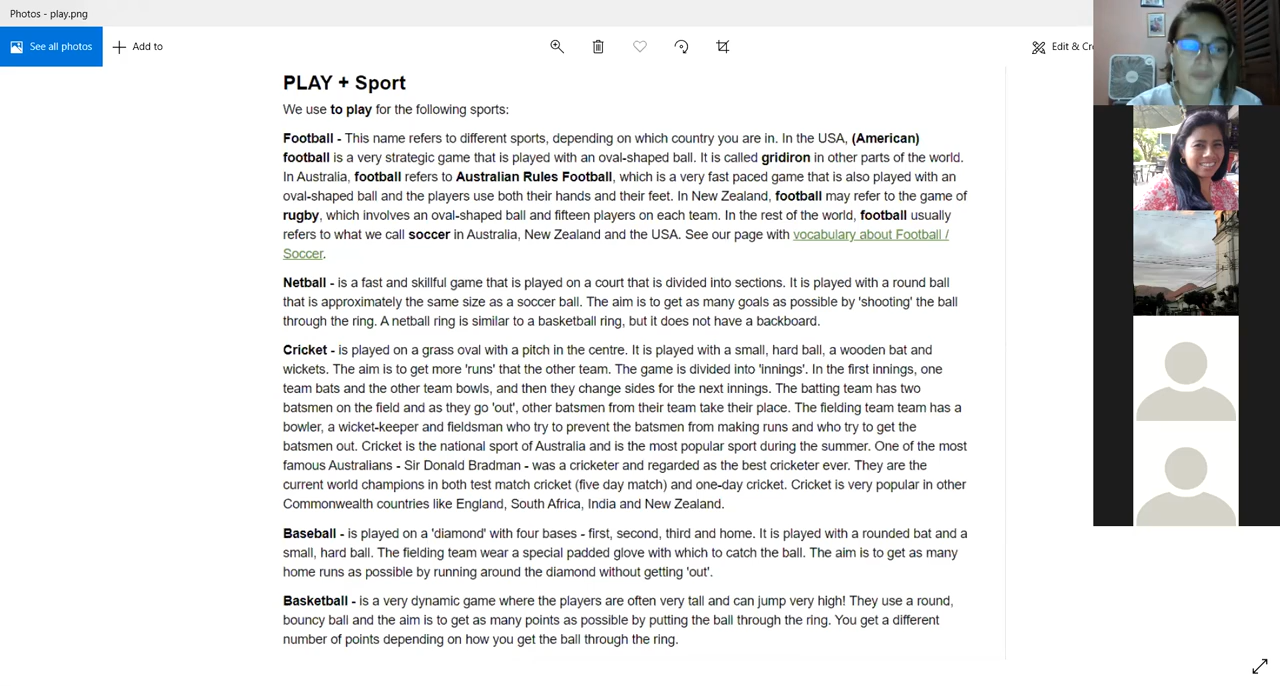 Photos - play.png
See all photos
Add to
Edit & Cr
PLAY + Sport
We use to play for the following sports:
Football - This name refers to different sports, depending on which country you are in. In the USA, (American)
football is a very strategic game that is played with an oval-shaped ball. It is called gridiron in other parts of the world.
In Australia, football refers to Australian Rules Football, which is a very fast paced game that is also played with an
oval-shaped ball and the players use both their hands and their feet. In New Zealand, football may refer to the game of
rugby, which involves an oval-shaped ball and fifteen players on each team. In the rest of the world, football usually
refers to what we call soccer in Australia, New Zealand and the USA. See our page with vocabulary about Football /
Soccer.
Netball - is a fast and skillful game that is played on a court that is divided into sections. It is played with a round ball
that is approximately the same size as a soccer ball. The aim is to get as many goals as possible by 'shooting' the ball
through the ring. A netball ring is similar to a basketball ring, but it does not have a backboard.
Cricket - is played on a grass oval with a pitch in the centre. It is played with a small, hard ball, a wooden bat and
wickets. The aim is to get more 'runs' that the other team. The game is divided into 'innings'. In the first innings, one
team bats and the other team bowls, and then they change sides for the next innings. The batting team has two
batsmen on the field and as they go 'out', other batsmen from their team take their place. The fielding team team has a
bowler, a wicket-keeper and fieldsman who try to prevent the batsmen from making runs and who try to get the
batsmen out. Cricket is the national sport of Australia and is the most popular sport during the summer. One of the most
famous Australians - Sir Donald Bradman - was a cricketer and regarded as the best cricketer ever. They are the
current world champions in both test match cricket (five day match) and one-day cricket. Cricket is very popular in other
Commonwealth countries like England, South Africa, India and New Zealand.
Baseball - is played on a 'diamond' with four bases - first, second, third and home. It is played with a rounded bat and a
small, hard ball. The fielding team wear a special padded glove with which to catch the ball. The aim is to get as many
home runs as possible by running around the diamond without getting 'out'.
Basketball - is a very dynamic game where the players are often very tall and can jump very high! They use a round,
bouncy ball and the aim is to get as many points as possible by putting the ball through the ring. You get a different
number of points depending on how you get the ball through the ring.